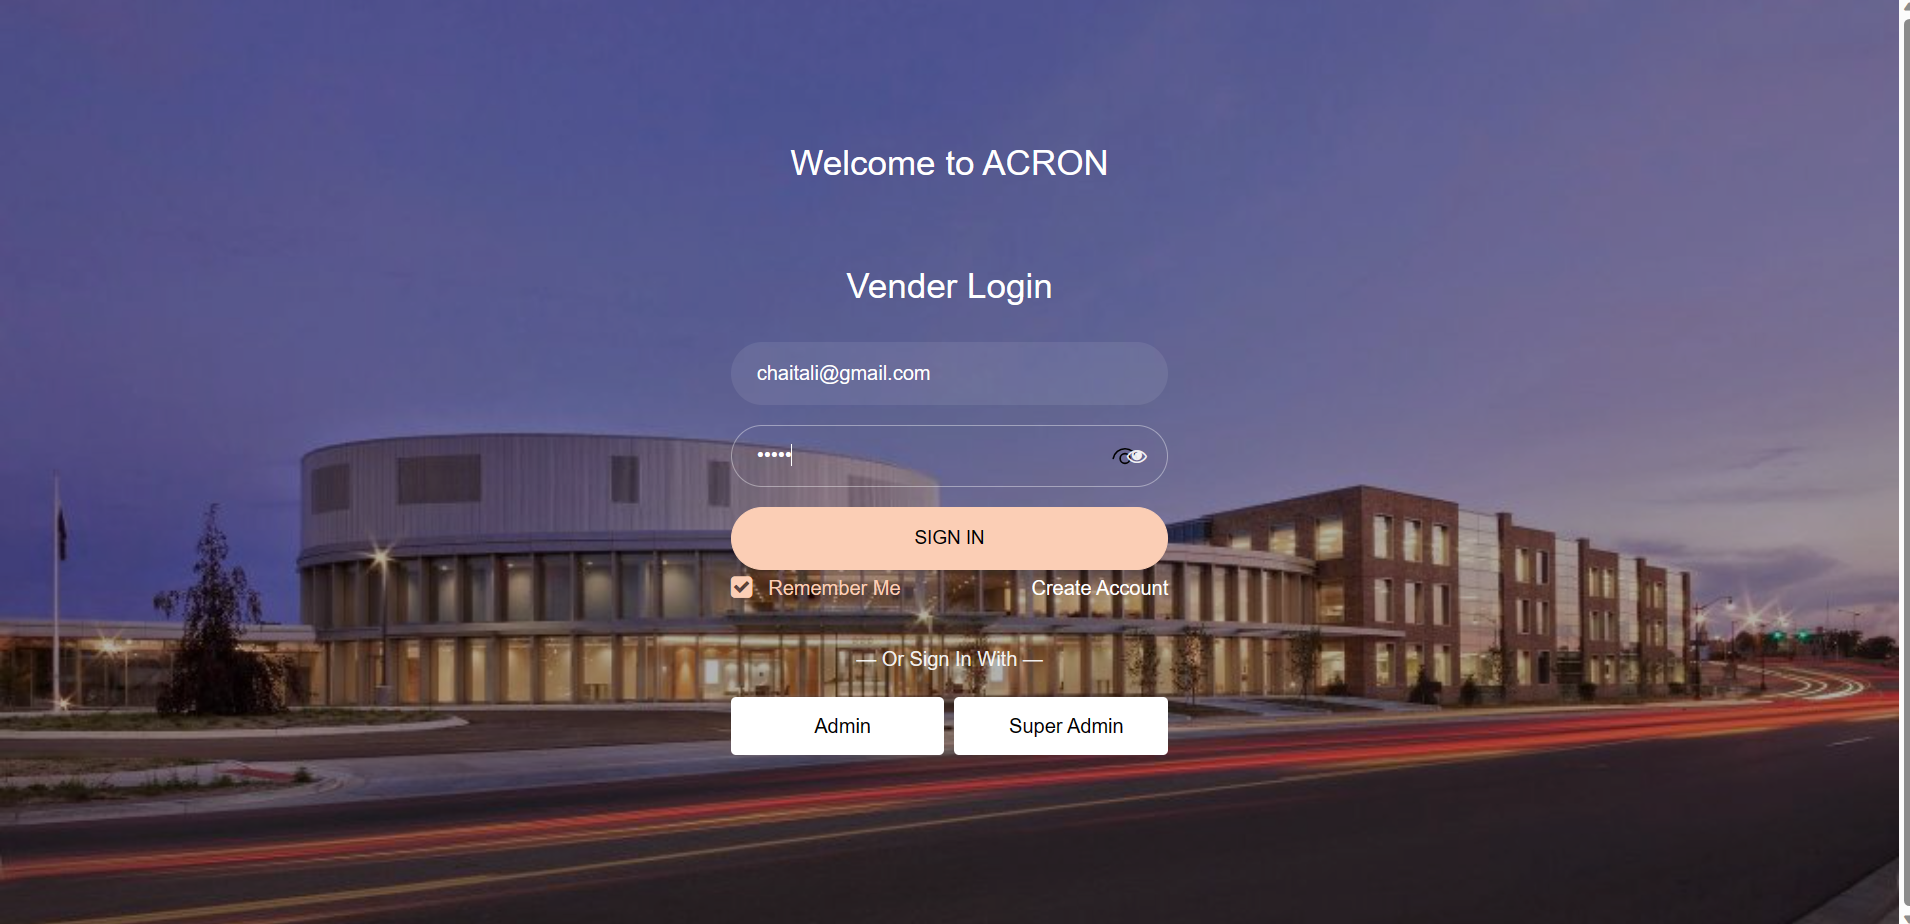 Welcome to ACRON
Vender Login
chaitali@gmail.com
•••••
SIGN IN
Remember Me
Create Account
— Or Sign In With —
Admin
Super Admin